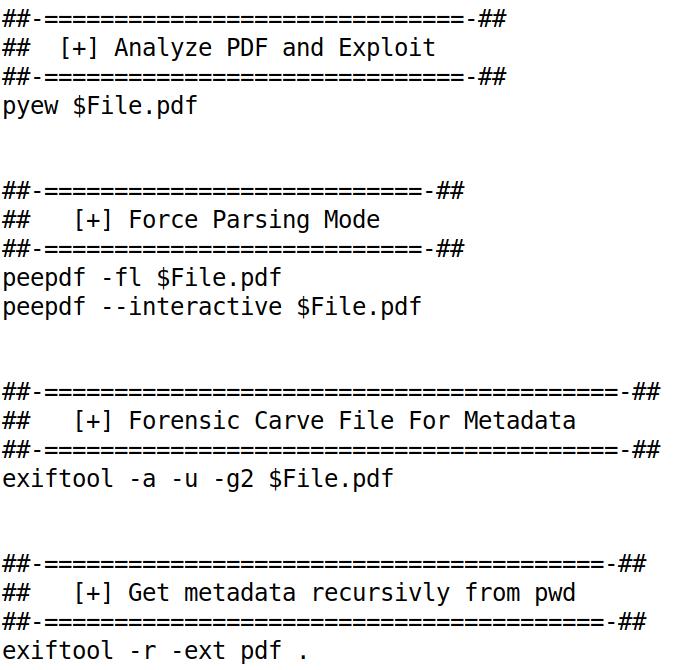 ##-==============================-##
##  [+] Analyze PDF and Exploit
##-==============================-##
pyew $File.pdf
##-===========================-##
##   [+] Force Parsing Mode
##-===========================-##
peepdf -fl $File.pdf
peepdf --interactive $File.pdf
##-=========================================-##
##   [+] Forensic Carve File For Metadata
##-=========================================-##
exiftool -a -u -g2 $File.pdf
##-========================================-##
##   [+] Get metadata recursivly from pwd
##-========================================-##
exiftool -r -ext pdf .